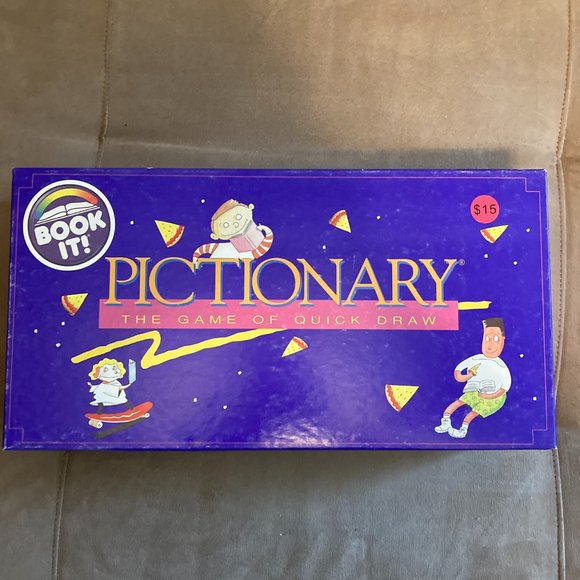 BOOK
IT!
$15
PICTIONARY®
THE GAME OF QUICK DRAW